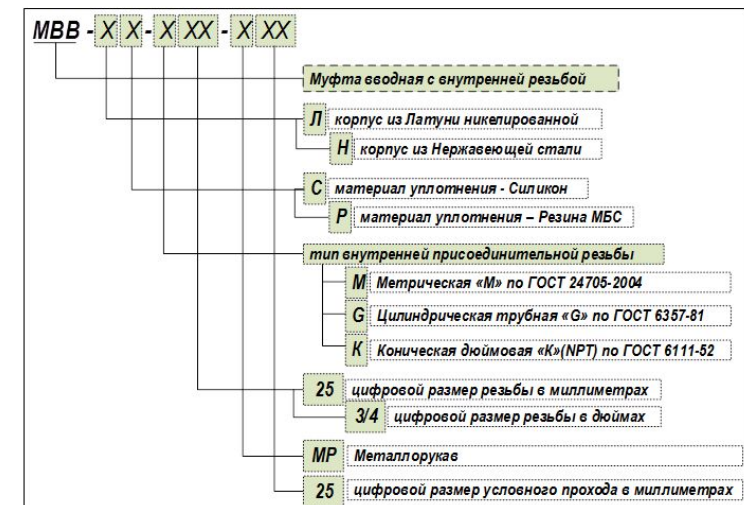 МВВ - X X - X XX - X XX
Муфта вводная с внутренней резьбой
Л корпус из Латуни никелированной
Н корпус из Нержавеющей стали
С материал уплотнения - Силикон
Р материал уплотнения – Резина МБС
тип внутренней присоединительной резьбы
М Метрическая «М» по ГОСТ 24705-2004
G Цилиндрическая трубная «G» по ГОСТ 6357-81
К Коническая дюймовая «К»(NPT) по ГОСТ 6111-52
25 цифровой размер резьбы в миллиметрах
3/4 цифровой размер резьбы в дюймах
МР Металлорукав
25 цифровой размер условного прохода в миллиметрах